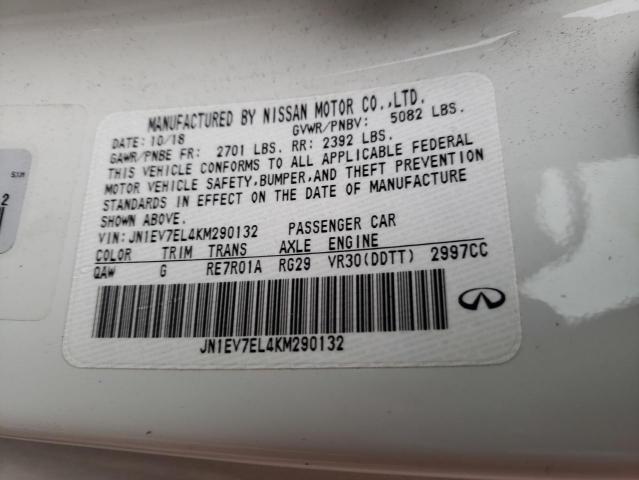 MANUFACTURED BY NISSAN MOTOR CO.,LTD.
DATE: 10/18 GVWR/PNBV: 5082 LBS.
GAWR/PNBE FR: 2701 LBS. RR: 2392 LBS.
THIS VEHICLE CONFORMS TO ALL APPLICABLE FEDERAL
MOTOR VEHICLE SAFETY,BUMPER,AND THEFT PREVENTION
STANDARDS IN EFFECT ON THE DATE OF MANUFACTURE
SHOWN ABOVE.
VIN: JN1EV7EL4KM290132 PASSENGER CAR
COLOR TRIM TRANS AXLE ENGINE
QAW G RE7R01A RG29 VR30(DDTT) 2997CC
JN1EV7EL4KM290132
2